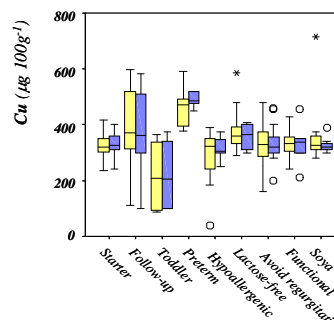 Cu (µg 100g⁻¹)
800
600
400
200
0
Starter
Follow-up
Toddler
Preterm
Hypoallergenic
Lactose-free
Avoid regurgitati
Functional
Soya